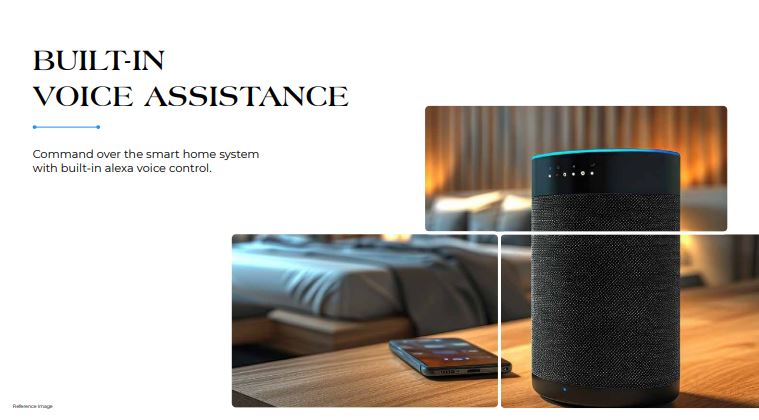 BUILT-IN
VOICE ASSISTANCE
Command over the smart home system
with built-in alexa voice control.
Reference Image